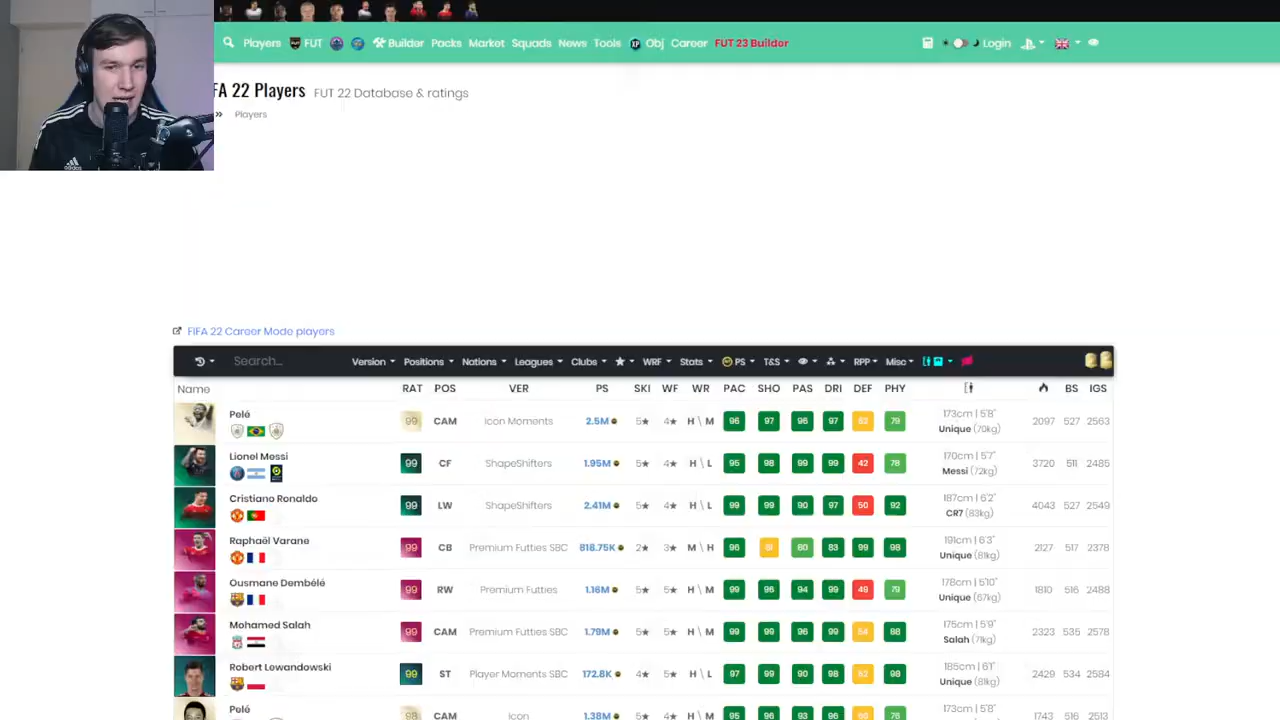 Players FUT Builder Packs Market Squads News Tools Obj Career FUT 23 Builder Login
FA 22 Players FUT 22 Database & ratings
» Players
adidas
FIFA 22 Career Mode players
Search... Version Positions Nations Leagues Clubs WRF Stats PS T&S RPP Misc
Name RAT POS VER PS SKI WF WR PAC SHO PAS DRI DEF PHY BS IGS
Pelé 99 CAM Icon Moments 2.5M 5★ 4★ H \ M 96 97 96 97 63 79 173cm | 5'8" Unique (70kg) 2097 527 2563
Lionel Messi 99 CF ShapeShifters 1.95M 5★ 4★ H \ L 95 98 99 99 42 78 170cm | 5'7" Messi (72kg) 3720 511 2485
Cristiano Ronaldo 99 LW ShapeShifters 2.41M 5★ 4★ H \ L 99 99 90 97 50 92 187cm | 6'2" CR7 (83kg) 4043 527 2549
Raphaël Varane 99 CB Premium Futties SBC 818.75K 2★ 3★ M \ H 96 61 80 83 99 98 191cm | 6'3" Unique (81kg) 2127 517 2378
Ousmane Dembélé 99 RW Premium Futties 1.16M 5★ 5★ H \ M 99 96 94 99 49 79 178cm | 5'10" Unique (67kg) 1810 516 2488
Mohamed Salah 99 CAM Premium Futties SBC 1.79M 5★ 5★ H \ M 99 99 96 99 54 88 175cm | 5'9" Salah (71kg) 2323 535 2578
Robert Lewandowski 99 ST Player Moments SBC 172.8K 4★ 5★ H \ L 97 99 90 98 52 98 185cm | 6'1" Unique (81kg) 2429 534 2584
Pelé 98 CAM Icon 1.38M 5★ 4★ H \ M 95 96 93 96 60 76 173cm | 5'8" 1743 516 2513